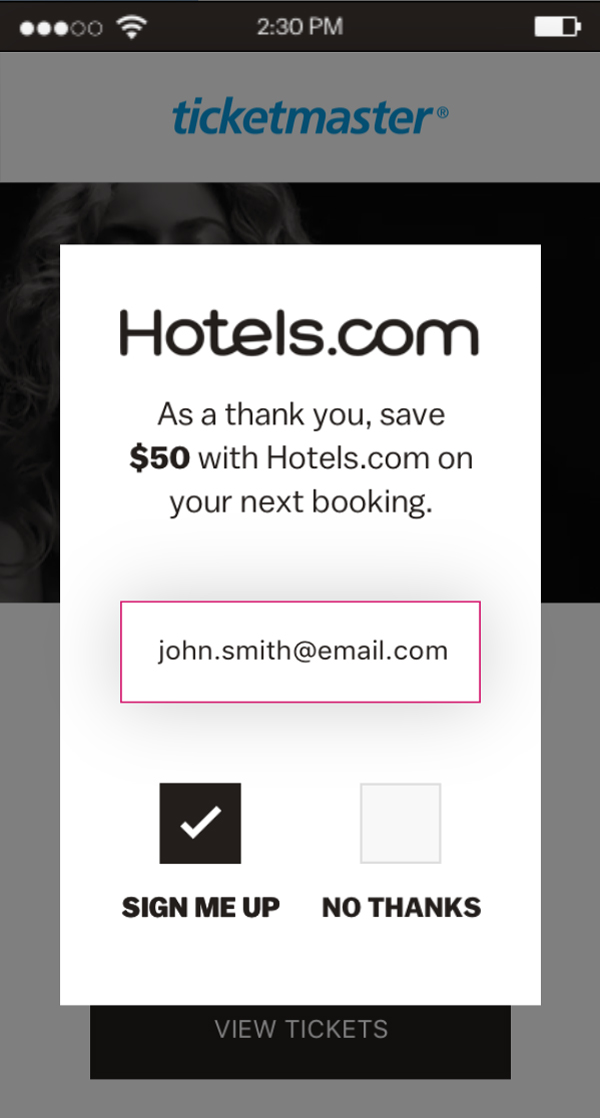 2:30 PM
ticketmaster®
Hotels.com
As a thank you, save
$50 with Hotels.com on
your next booking.
john.smith@email.com
SIGN ME UP NO THANKS
VIEW TICKETS